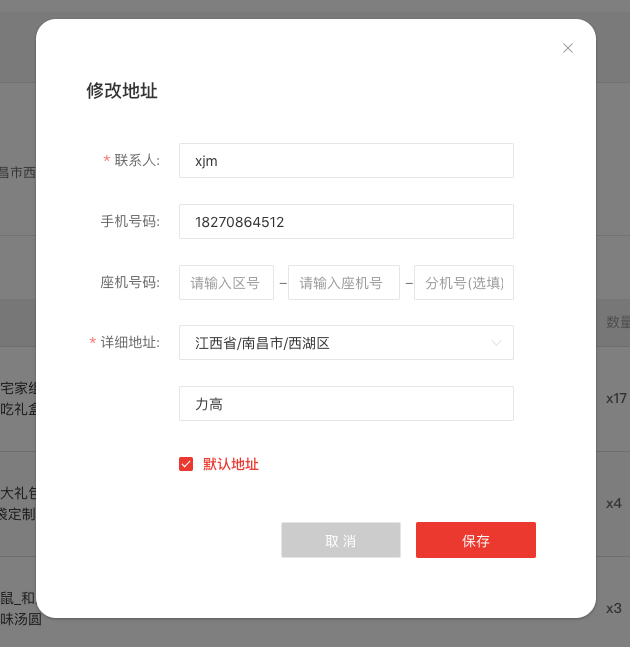 修改地址
* 联系人: xjm
昌市西
手机号码: 18270864512
座机号码: 请输入区号 – 请输入座机号 – 分机号(选填)
数量
* 详细地址: 江西省/南昌市/西湖区
宅家组
x17
吃礼盒
力高
默认地址
大礼包
x4
袋定制
取 消 保存
鼠_和
x3
味汤圆